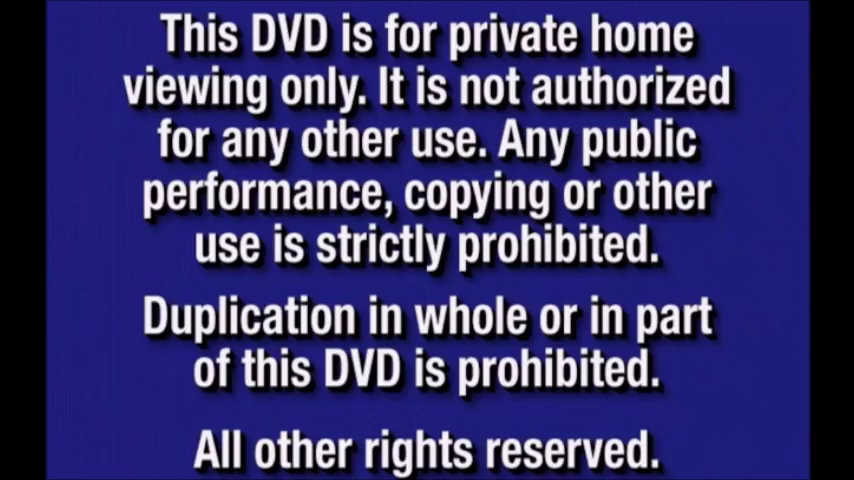 This DVD is for private home
viewing only. It is not authorized
for any other use. Any public
performance, copying or other
use is strictly prohibited.
Duplication in whole or in part
of this DVD is prohibited.
All other rights reserved.